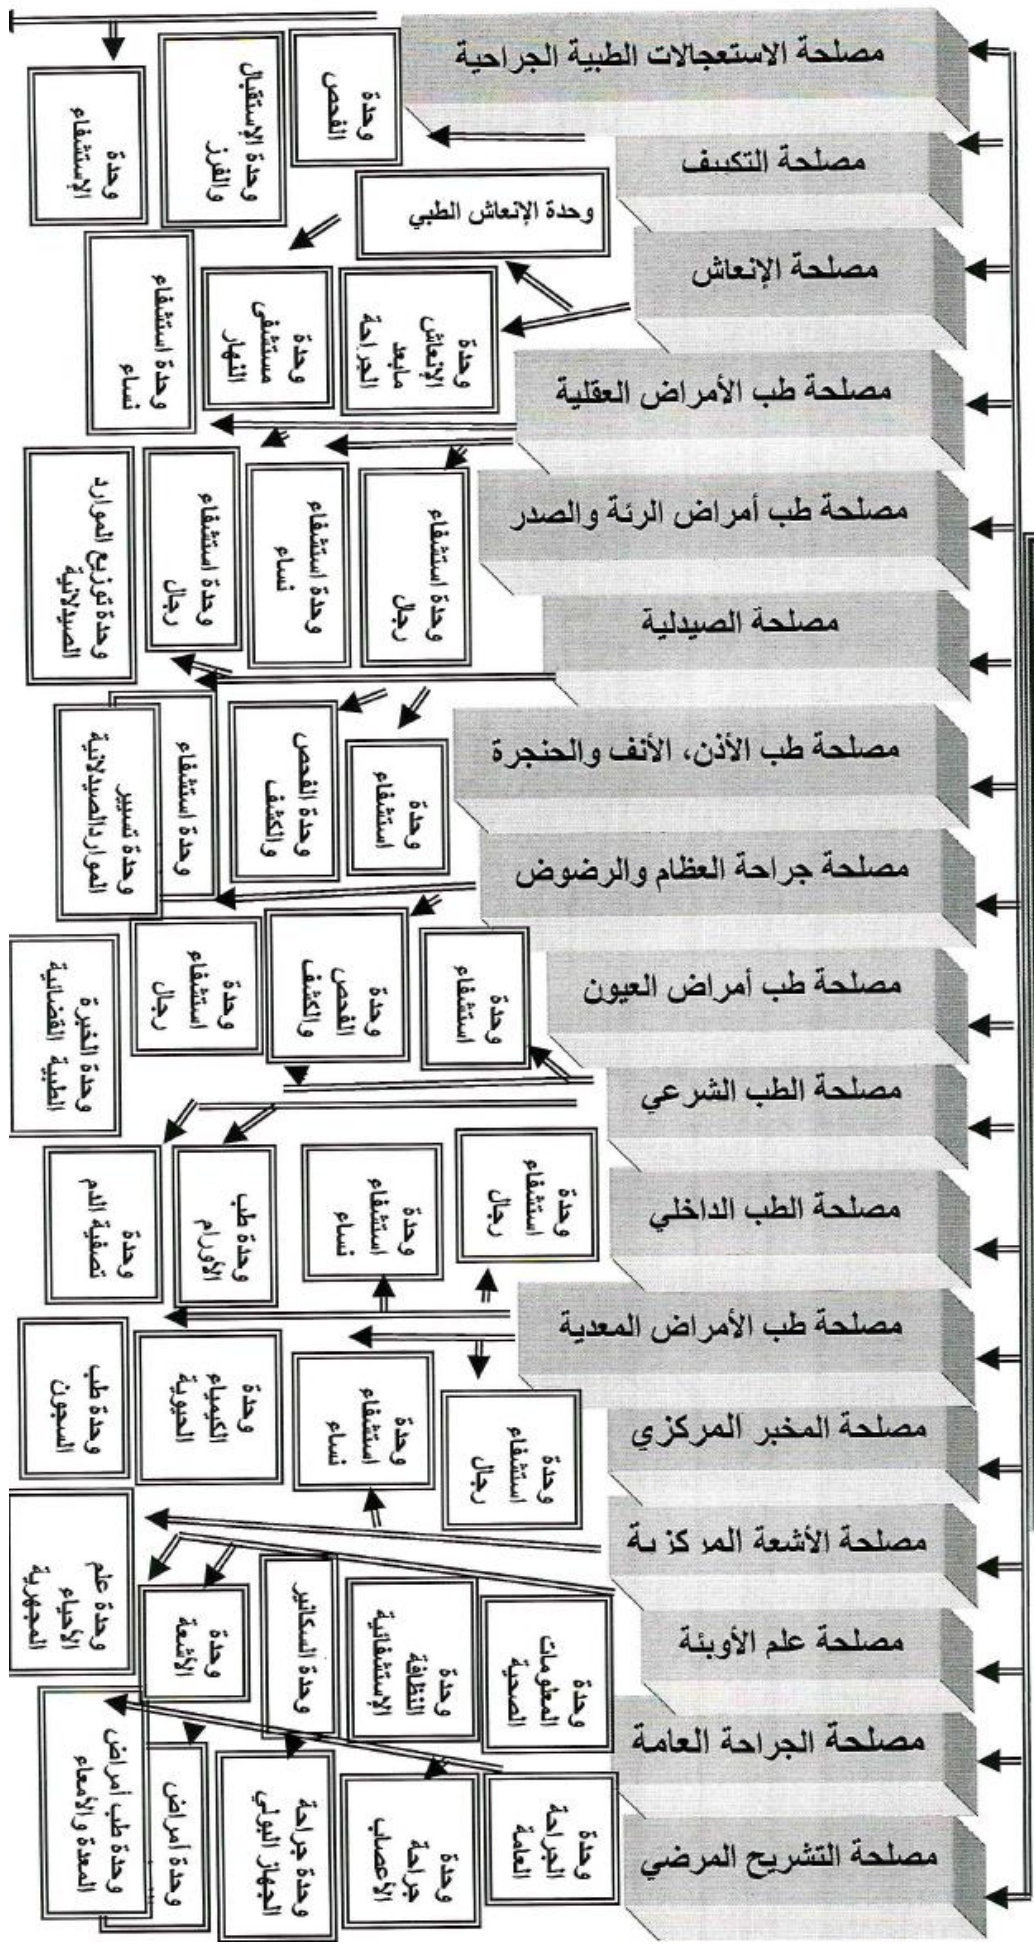 مصلحة الاستعجالات الطبية الجراحية
مصلحة التكييف
مصلحة الإنعاش
مصلحة طب الأمراض العقلية
مصلحة طب أمراض الرئة والصدر
مصلحة الصيدلية
مصلحة طب الأذن، الأنف والحنجرة
مصلحة جراحة العظام والرضوض
مصلحة طب أمراض العيون
مصلحة الطب الشرعي
مصلحة الطب الداخلي
مصلحة طب الأمراض المعدية
مصلحة المخبر المركزي
مصلحة الأشعة المركزية
مصلحة علم الأوبئة
مصلحة الجراحة العامة
مصلحة التشريح المرضي
وحدة
الفحص
وحدة الإستقبال
والفرز
وحدة
الإستشفاء
وحدة الإنعاش الطبي
وحدة
الإنعاش
مابعد
الجراحة
وحدة
مستشفى
النهار
وحدة استشفاء
نساء
وحدة استشفاء
رجال
وحدة استشفاء
نساء
وحدة استشفاء
رجال
وحدة توزيع الموارد
الصيدلانية
وحدة
استشفاء
وحدة الفحص
والكشف
وحدة استشفاء
وحدة تسيير
الموارد الصيدلانية
وحدة
استشفاء
وحدة
الفحص
والكشف
وحدة
استشفاء
رجال
وحدة الخبرة
الطبية القضائية
وحدة
استشفاء
رجال
وحدة
استشفاء
نساء
وحدة طب
الأورام
وحدة
تصفية الدم
وحدة
استشفاء
رجال
وحدة
استشفاء
نساء
وحدة
الكيمياء
الحيوية
وحدة طب
السجون
وحدة
المعلومات
الصحية
وحدة
النظافة
الإستشفائية
وحدة السكانير
وحدة
الأشعة
وحدة علم
الأحياء
المجهرية
وحدة
الجراحة
العامة
وحدة
جراحة
الأعصاب
وحدة جراحة
الجهاز البولي
وحدة أمراض
وحدة طب أمراض
المعدة والأمعاء